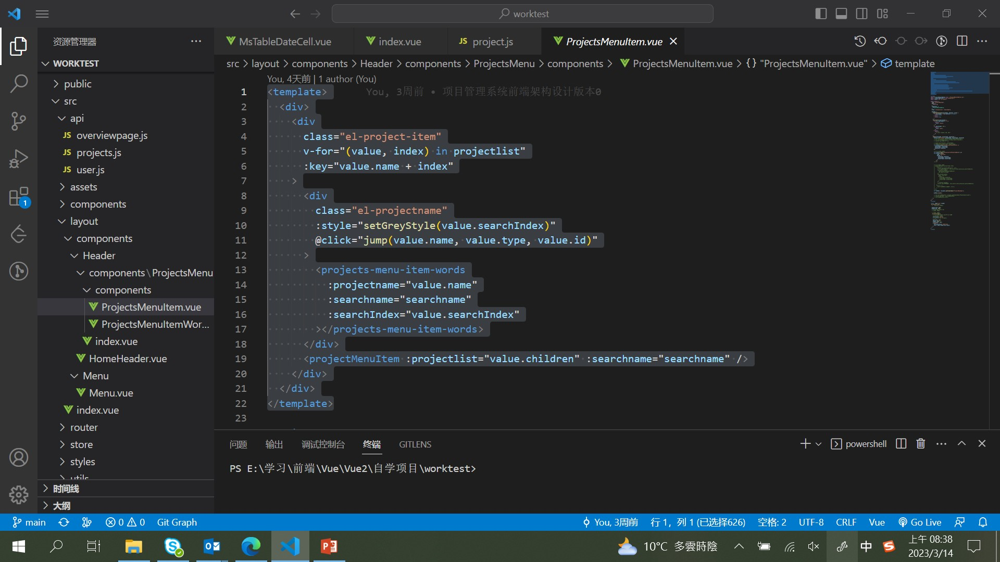 worktest
资源管理器
WORKTEST
public
src
api
JS overviewpage.js
JS projects.js
JS user.js
assets
components
layout
components
Header
components\ProjectsMenu
components
ProjectsMenuItem.vue
ProjectsMenuItemWor...
index.vue
HomeHeader.vue
Menu
Menu.vue
index.vue
router
store
styles
utils
时间线
大纲
1
MsTableDateCell.vue
index.vue
JS project.js
ProjectsMenuItem.vue
src > layout > components > Header > components > ProjectsMenu > components > ProjectsMenuItem.vue > {} "ProjectsMenuItem.vue" > template
You, 4天前 | 1 author (You)
1 <template> You, 3周前 • 项目管理系统前端架构设计版本0
2 <div>
3 <div
4 class="el-project-item"
5 v-for="(value, index) in projectlist"
6 :key="value.name + index"
7 >
8 <div
9 class="el-projectname"
10 :style="setGreyStyle(value.searchIndex)"
11 @click="jump(value.name, value.type, value.id)"
12 >
13 <projects-menu-item-words
14 :projectname="value.name"
15 :searchname="searchname"
16 :searchIndex="value.searchIndex"
17 ></projects-menu-item-words>
18 </div>
19 <projectMenuItem :projectlist="value.children" :searchname="searchname" />
20 </div>
21 </div>
22 </template>
23
问题 输出 调试控制台 终端 GITLENS
powershell
PS E:\学习\前端\Vue\Vue2\自学项目\worktest>
main 0 0 Git Graph
You, 3周前 行 1，列 1 (已选择626) 空格: 2 UTF-8 CRLF Vue Go Live
10°C 多雲時陰
中
上午 08:38
2023/3/14